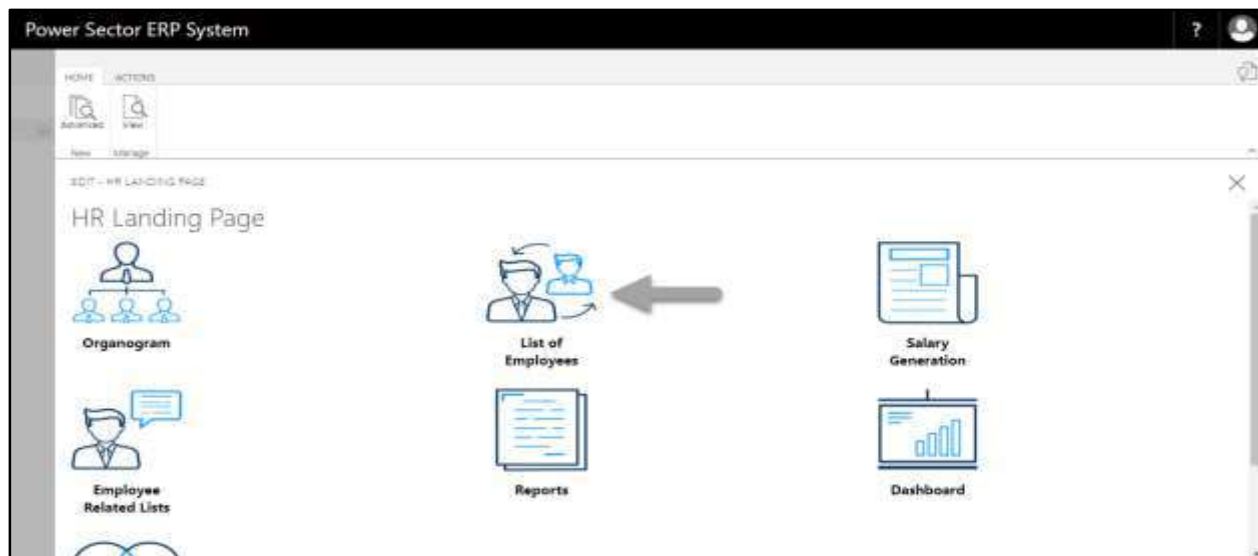 Power Sector ERP System
?
HOME ACTIONS
Advanced View
New Manage
EDIT - HR LANDING PAGE
HR Landing Page
Organogram
List of
Employees
Salary
Generation
Employee
Related Lists
Reports
Dashboard